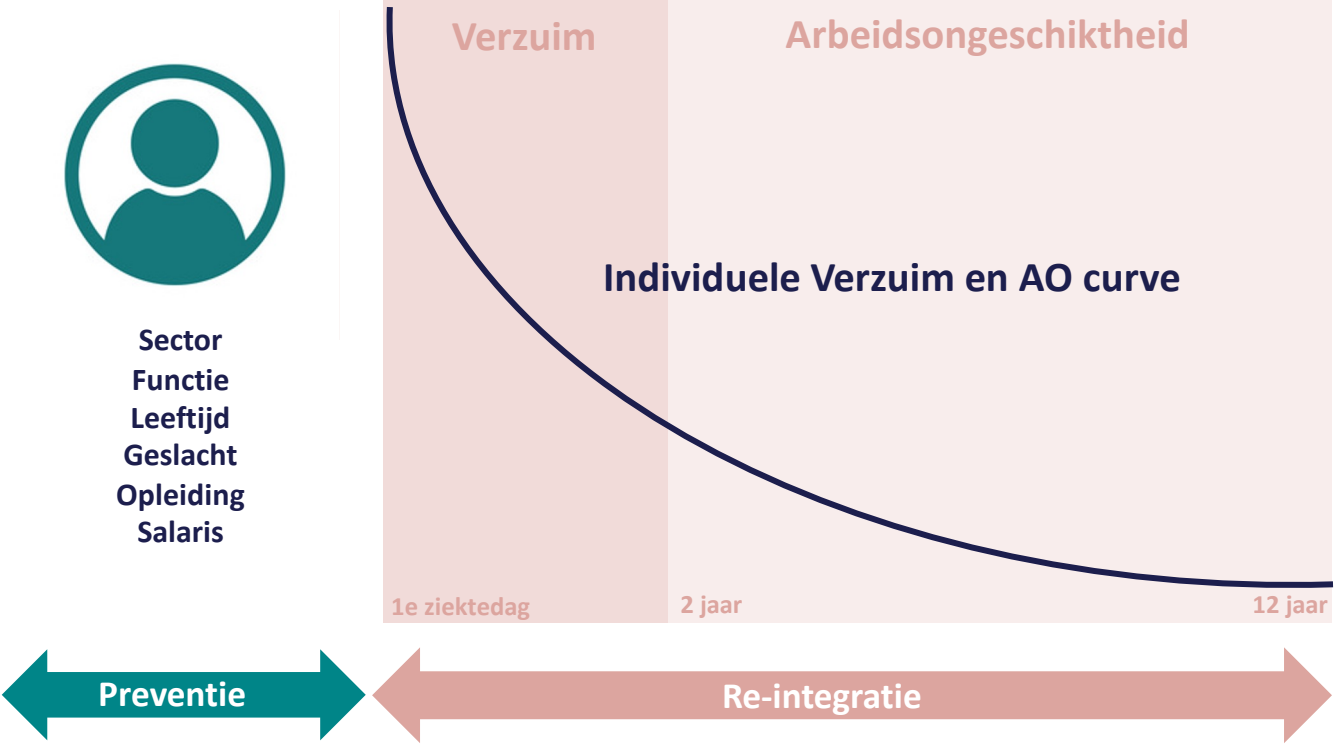 Verzuim
Arbeidsongeschiktheid
Individuele Verzuim en AO curve
Sector
Functie
Leeftijd
Geslacht
Opleiding
Salaris
1e ziektedag
2 jaar
12 jaar
Preventie
Re-integratie